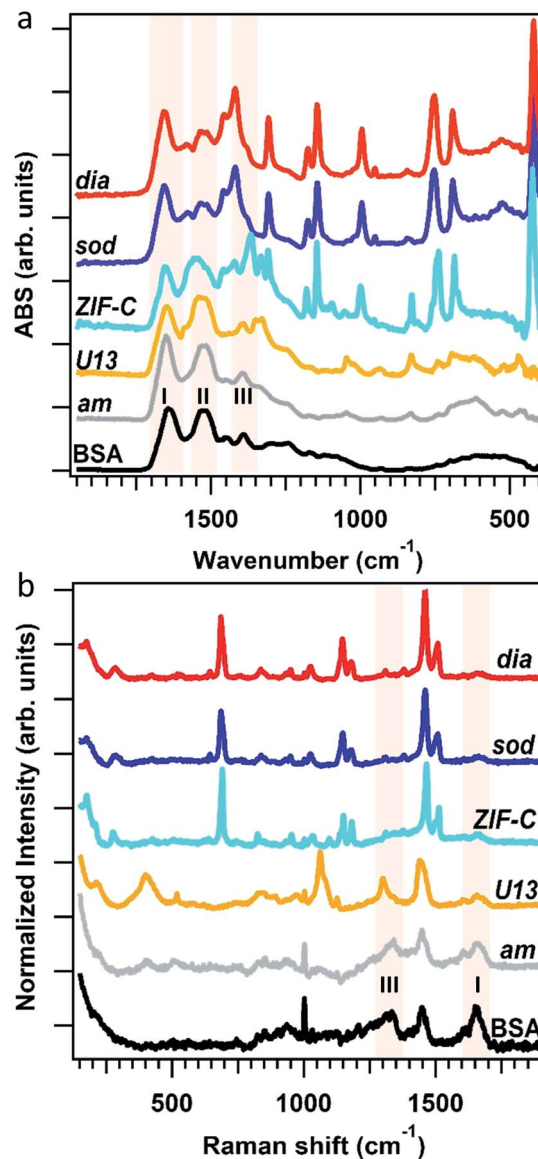 a
ABS (arb. units)
dia
sod
ZIF-C
U13
am
I II III
BSA
1500 1000 500
Wavenumber (cm⁻¹)
b
Normalized Intensity (arb. units)
dia
sod
ZIF-C
U13
am
III I
BSA
500 1000 1500
Raman shift (cm⁻¹)